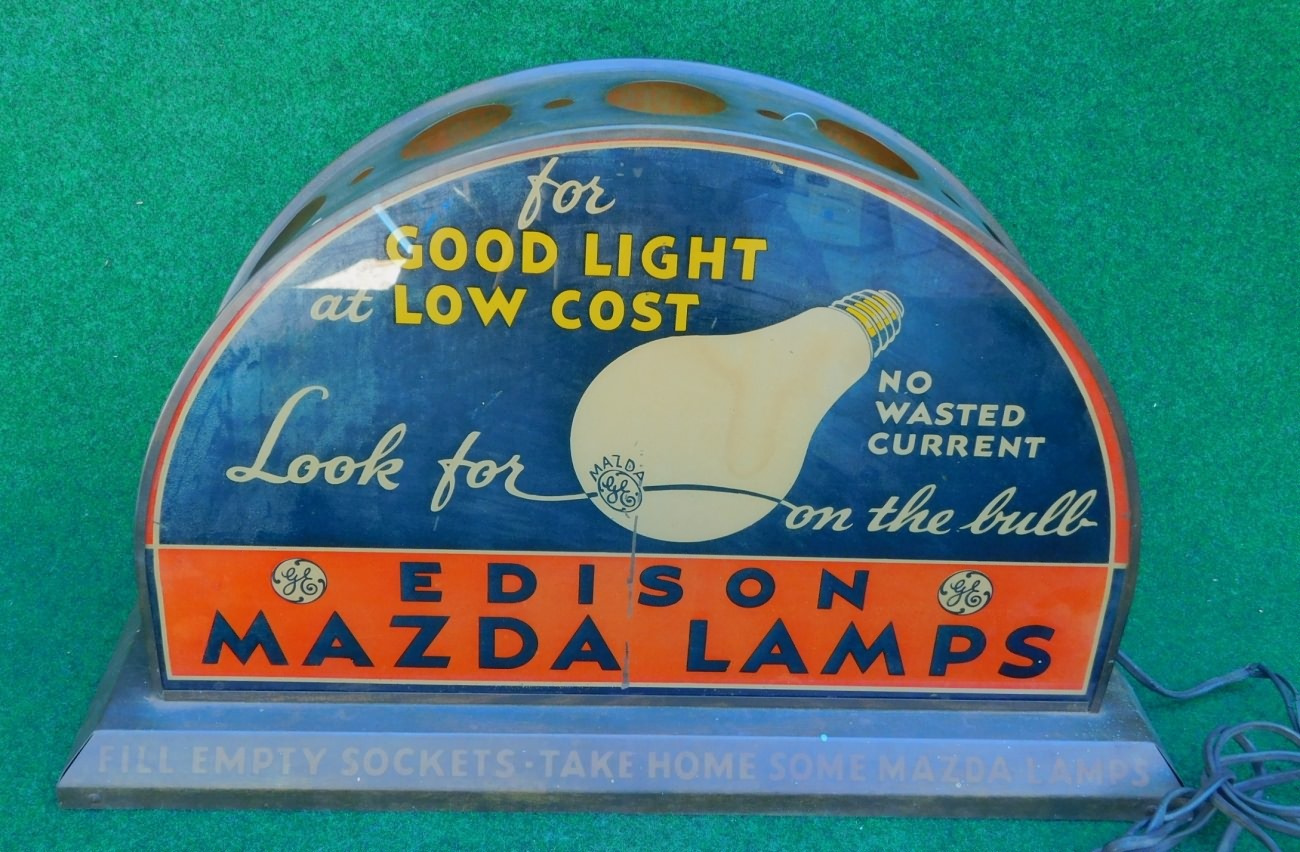 for
GOOD LIGHT
at LOW COST
NO
WASTED
CURRENT
Look for
MAZDA
GE
on the bulb
GE EDISON GE
MAZDA LAMPS
FILL EMPTY SOCKETS · TAKE HOME SOME MAZDA LAMPS